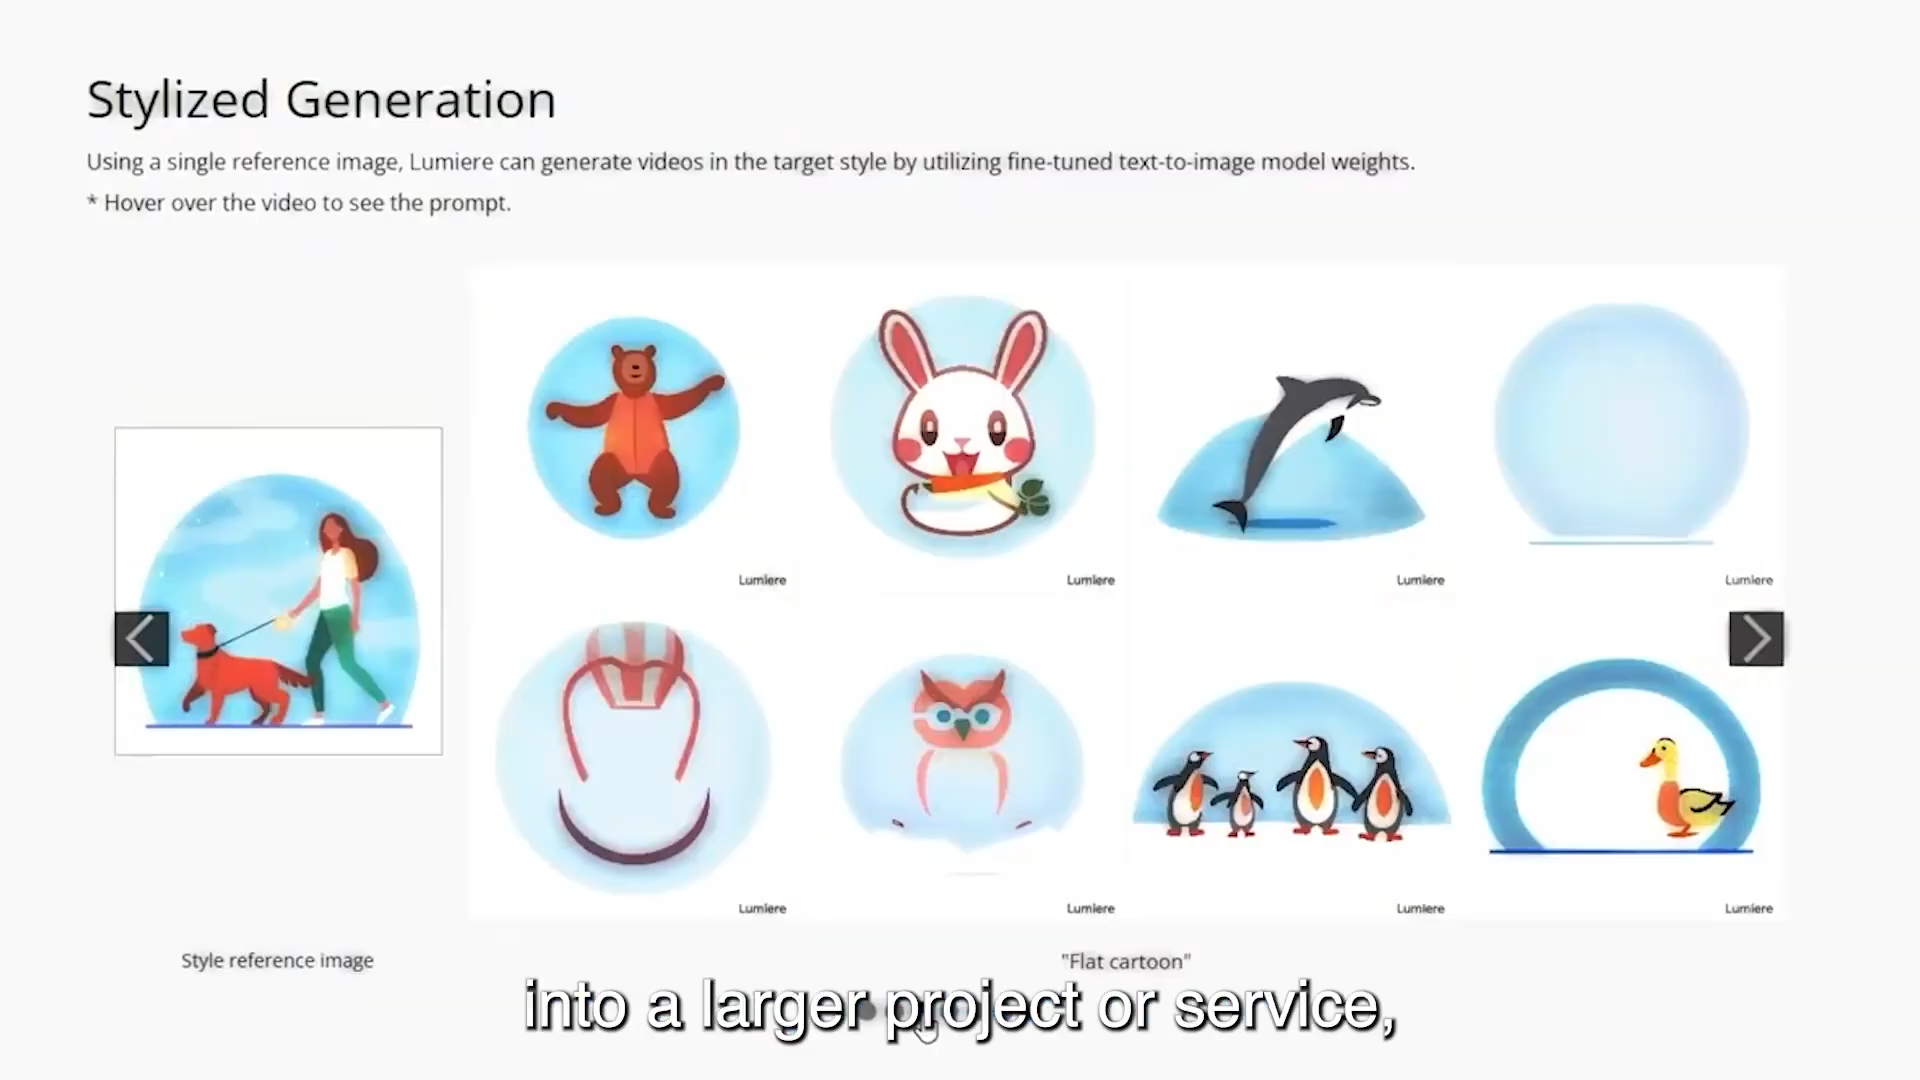 Stylized Generation
Using a single reference image, Lumiere can generate videos in the target style by utilizing fine-tuned text-to-image model weights.
* Hover over the video to see the prompt.
Lumiere
Lumiere
Lumiere
Lumiere
Lumiere
Lumiere
Lumiere
Lumiere
Style reference image
"Flat cartoon"
into a larger project or service,